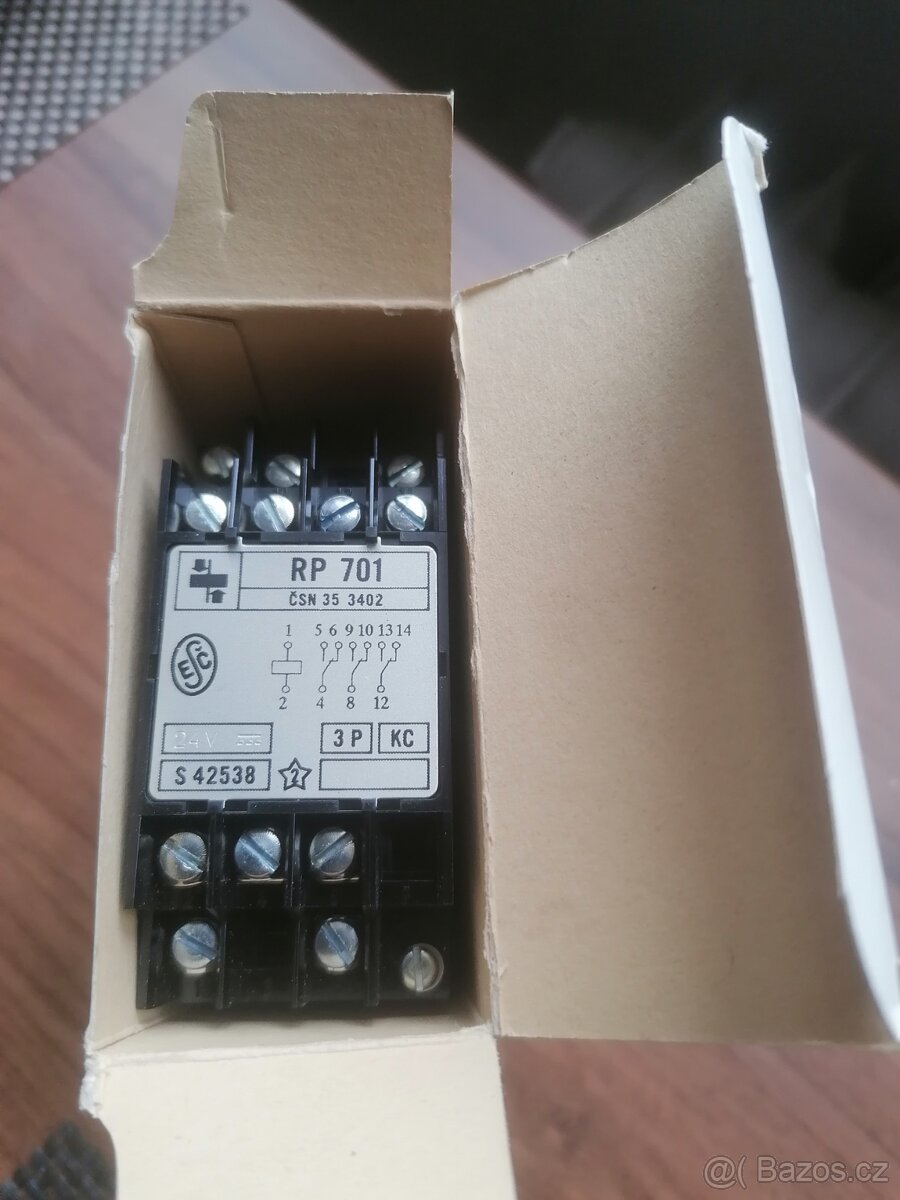 RP 701
ČSN 35 3402
1 5 6 9 10 13 14
2 4 8 12
ESČ
24V
3 P KC
S 42538 2
@( Bazos.cz